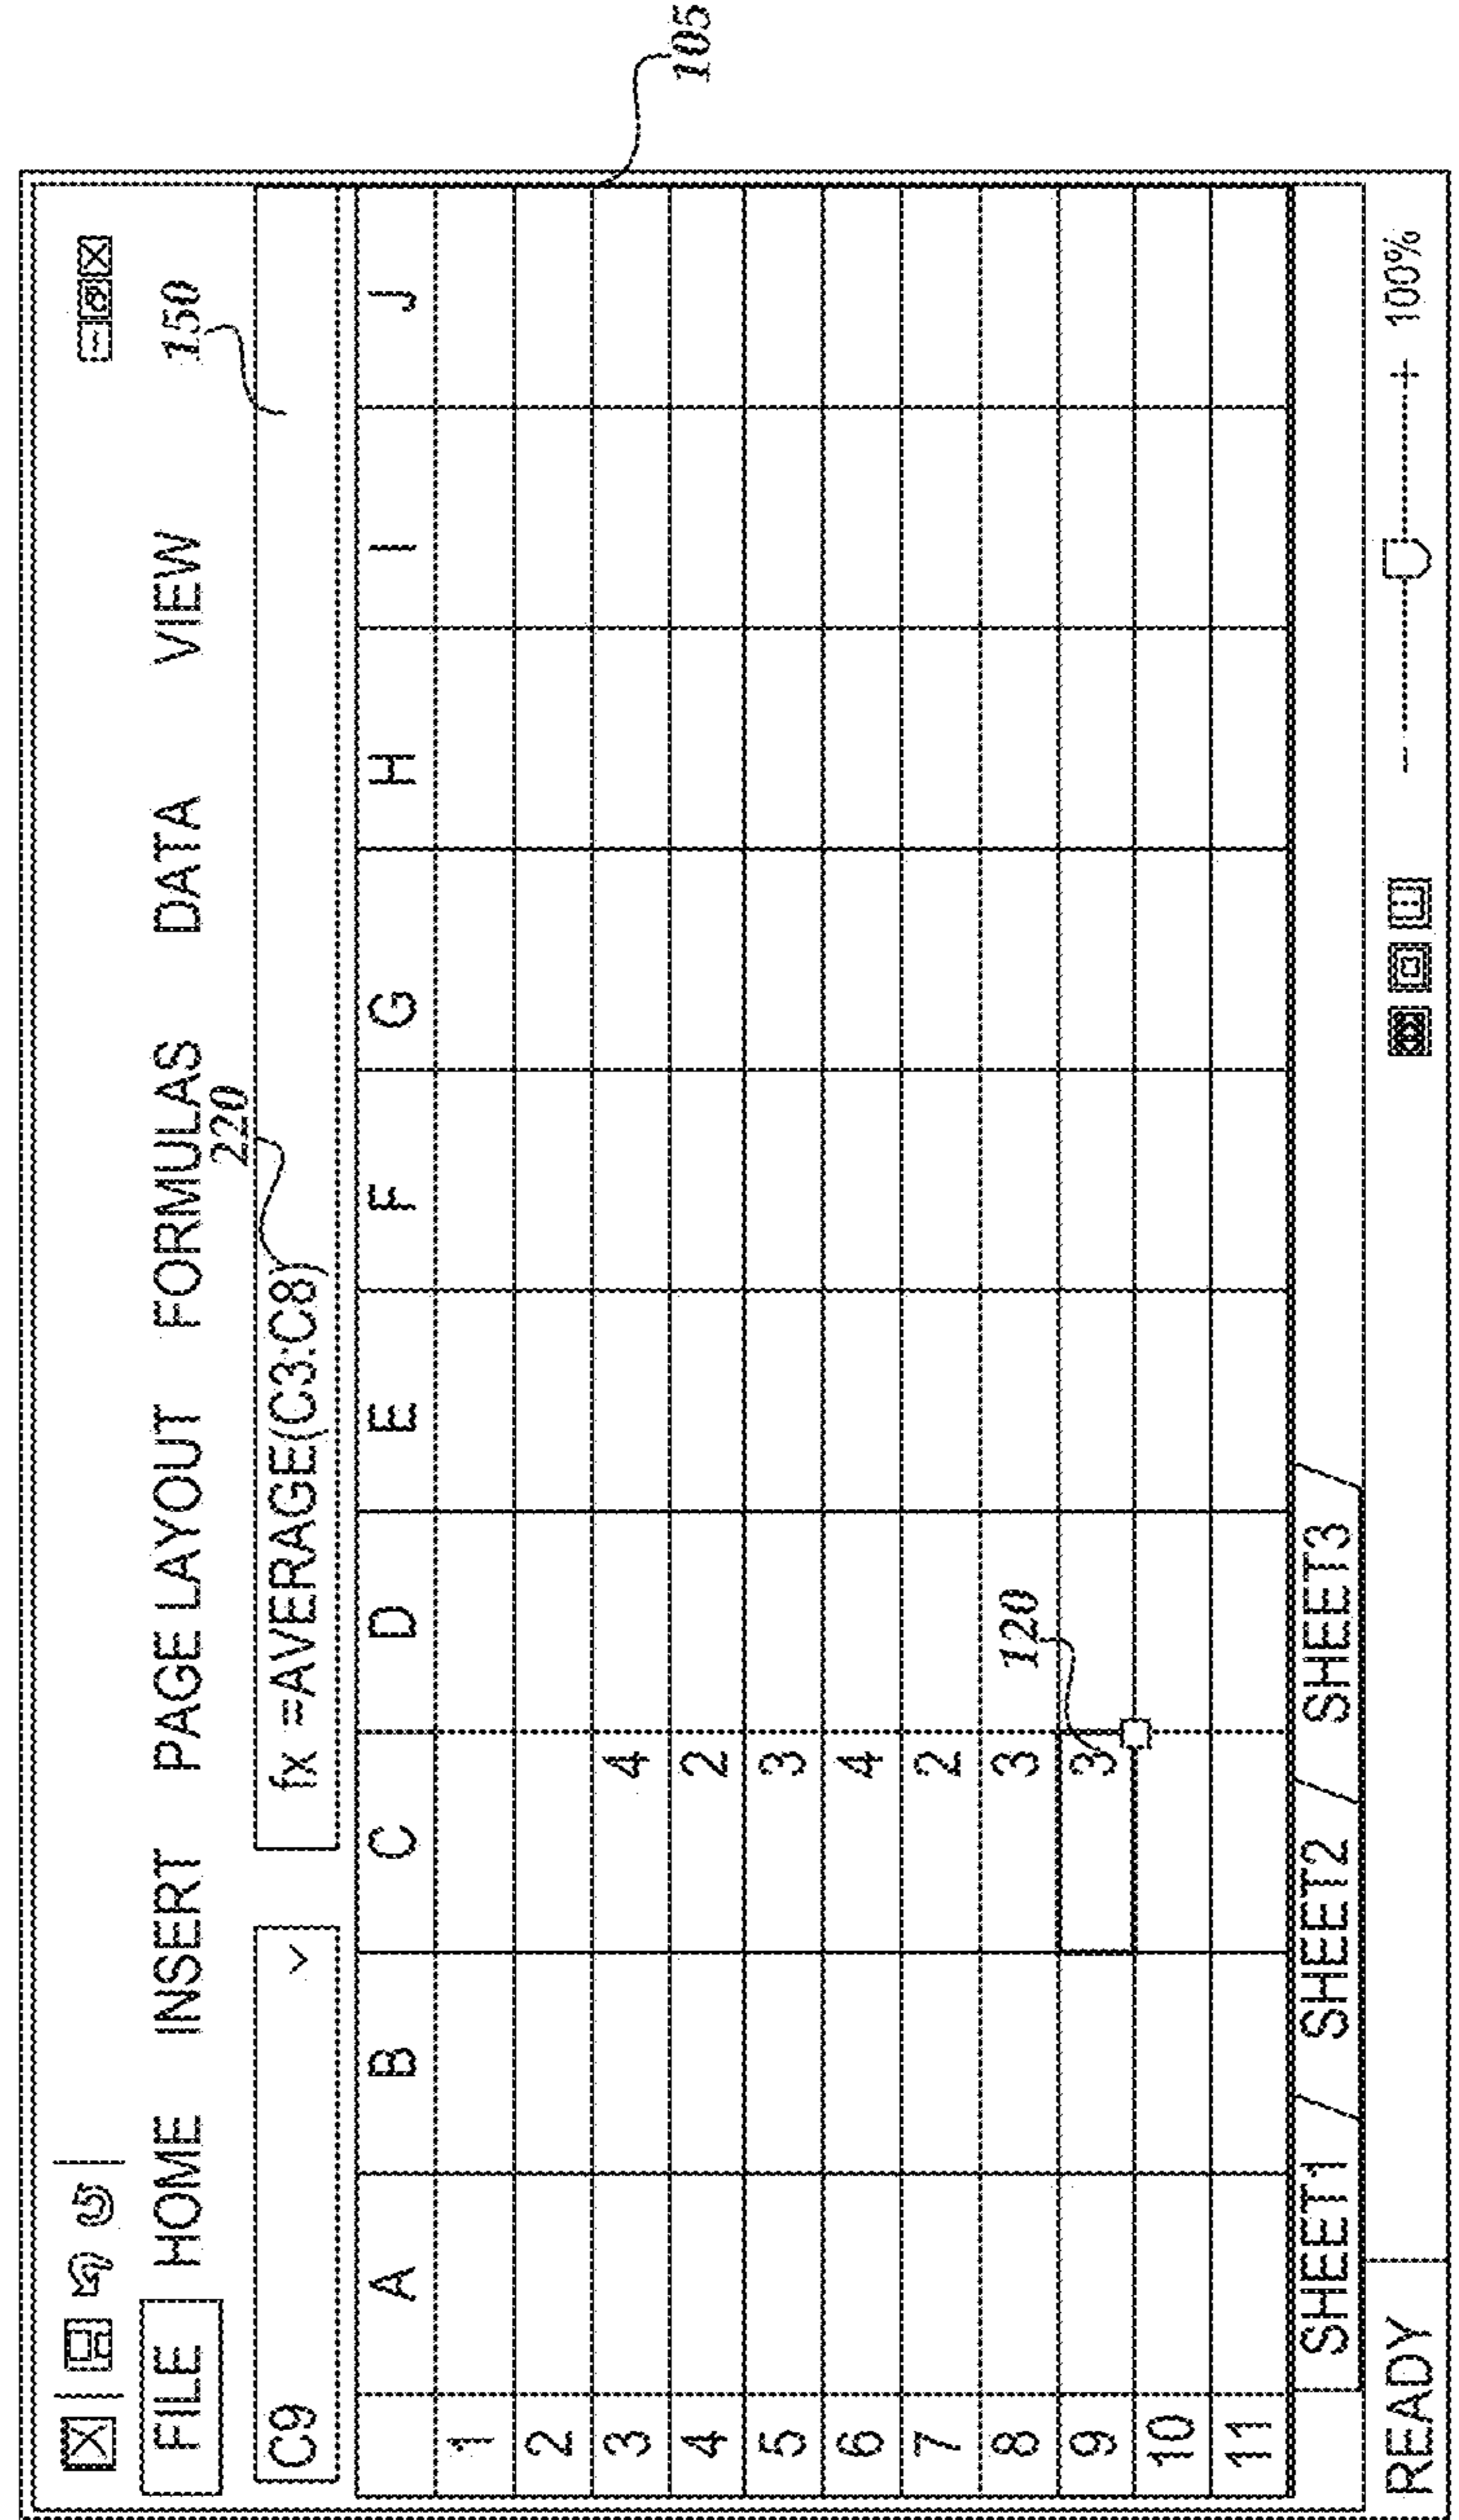 FILE HOME INSERT PAGE LAYOUT FORMULAS DATA VIEW 150
220
C9 fx =AVERAGE(C3:C8)
A B C D E F G H I J
1
2
105
3 4
4 2
5 3
6 4
7 2
8 3
120
9 3
10
11
SHEET1 / SHEET2 / SHEET3 /
READY - + 100%